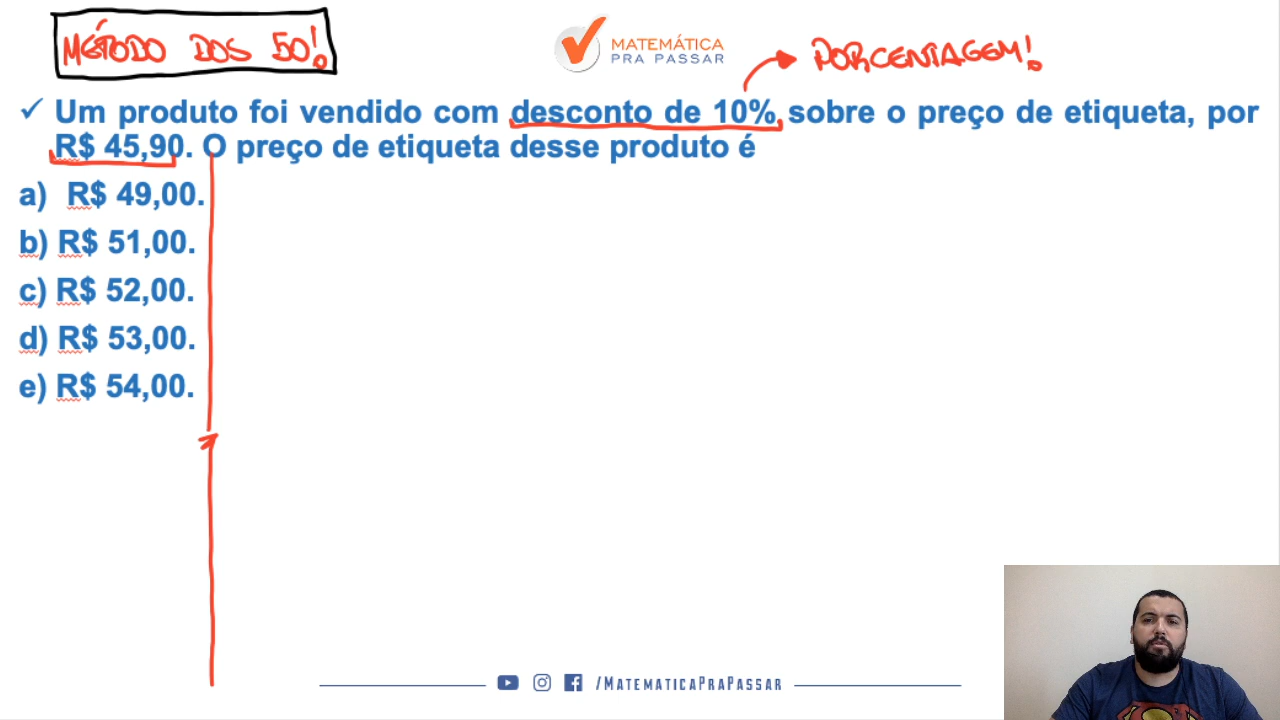 MÉTODO DOS 50!
MATEMÁTICA
PRA PASSAR
PORCENTAGEM!
✓ Um produto foi vendido com desconto de 10% sobre o preço de etiqueta, por
R$ 45,90. O preço de etiqueta desse produto é
a) R$ 49,00.
b) R$ 51,00.
c) R$ 52,00.
d) R$ 53,00.
e) R$ 54,00.
/MATEMATICAPRAPASSAR